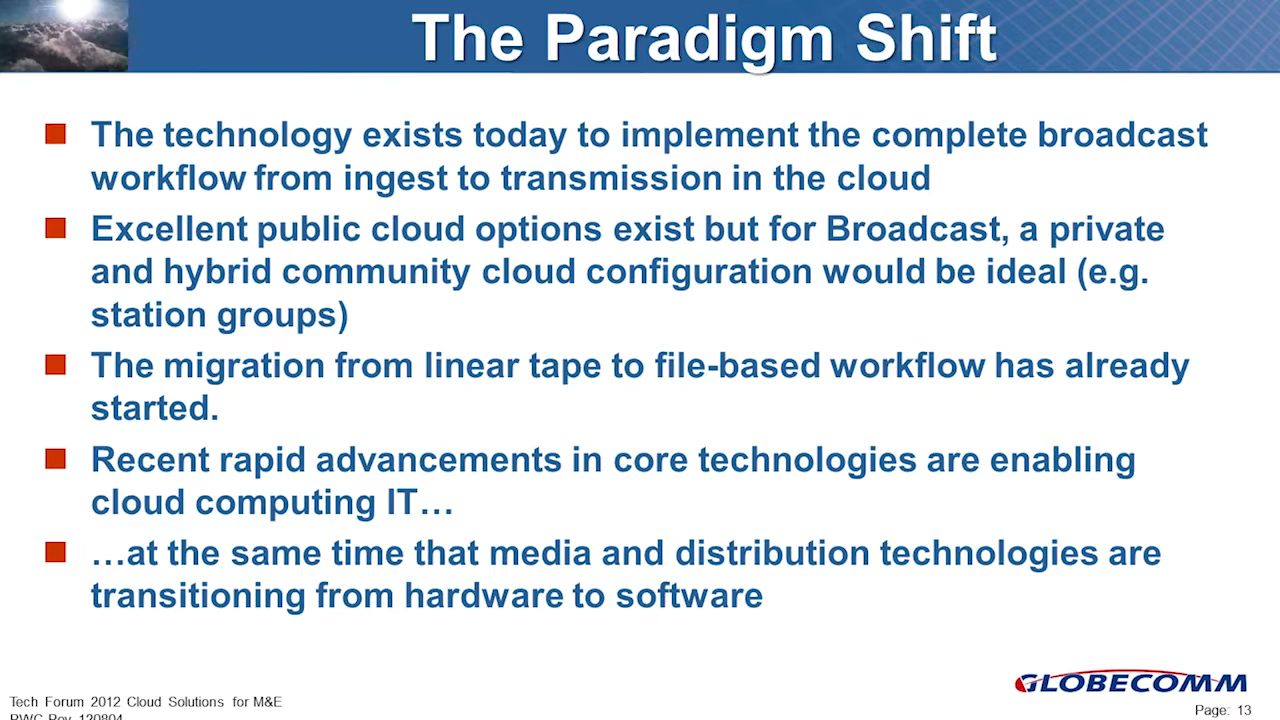 The Paradigm Shift
The technology exists today to implement the complete broadcast
workflow from ingest to transmission in the cloud
Excellent public cloud options exist but for Broadcast, a private
and hybrid community cloud configuration would be ideal (e.g.
station groups)
The migration from linear tape to file-based workflow has already
started.
Recent rapid advancements in core technologies are enabling
cloud computing IT…
…at the same time that media and distribution technologies are
transitioning from hardware to software
Tech Forum 2012 Cloud Solutions for M&E
RWC Rev 120804
GLOBECOMM
Page: 13